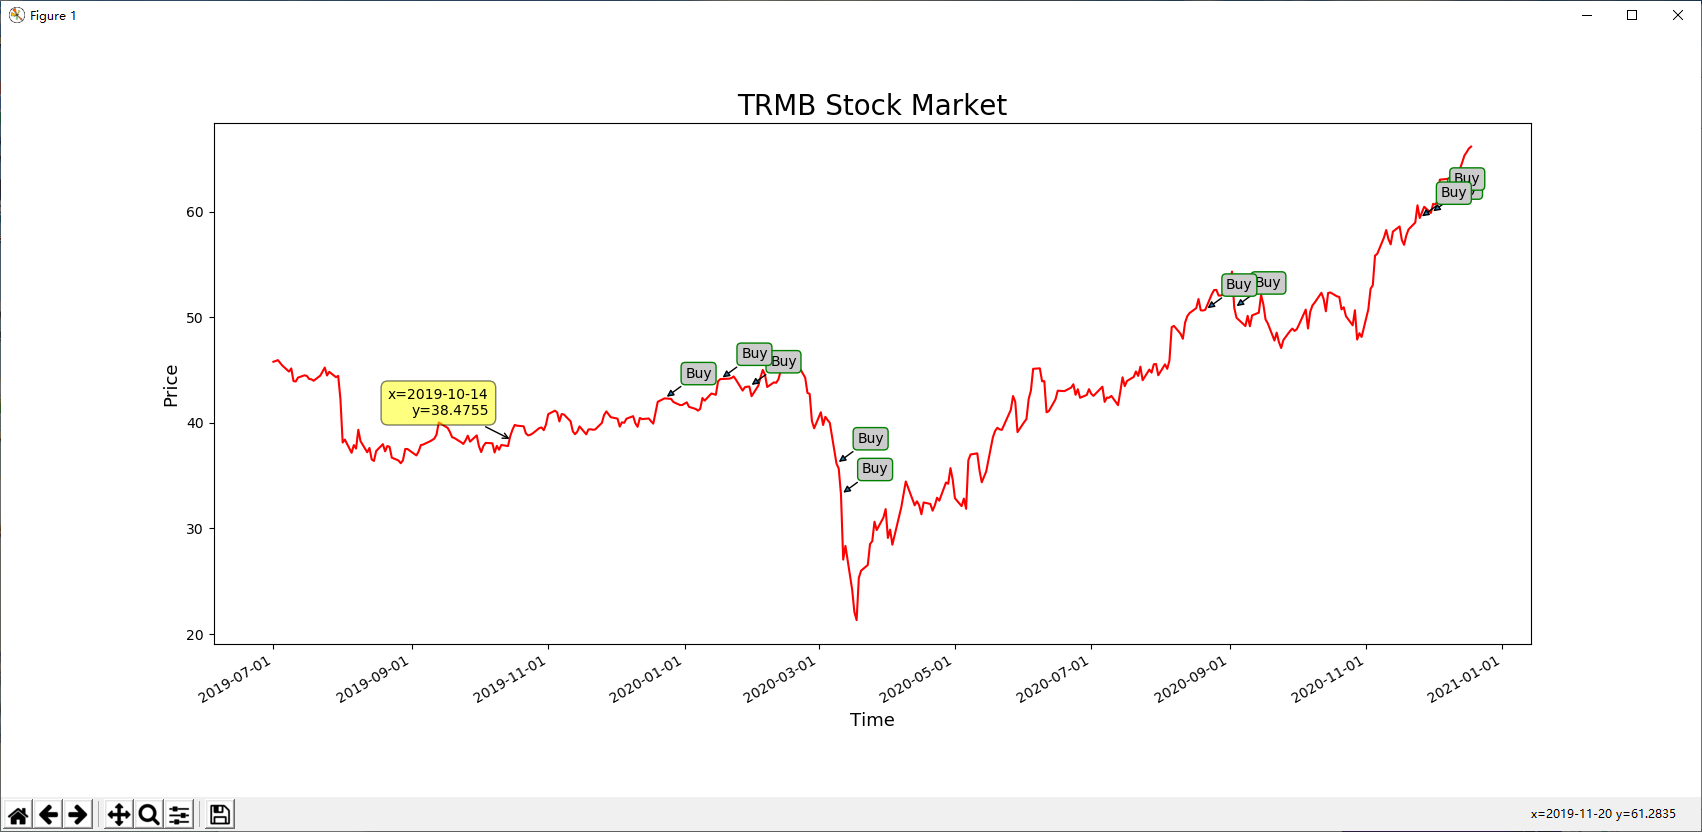 Figure 1
TRMB Stock Market
Price
60
50
40
30
20
x=2019-10-14
y=38.4755
Buy
Buy
Buy
Buy
Buy
Buy
Buy
Buy
Buy
2019-07-01
2019-09-01
2019-11-01
2020-01-01
2020-03-01
2020-05-01
2020-07-01
2020-09-01
2020-11-01
2021-01-01
Time
x=2019-11-20 y=61.2835